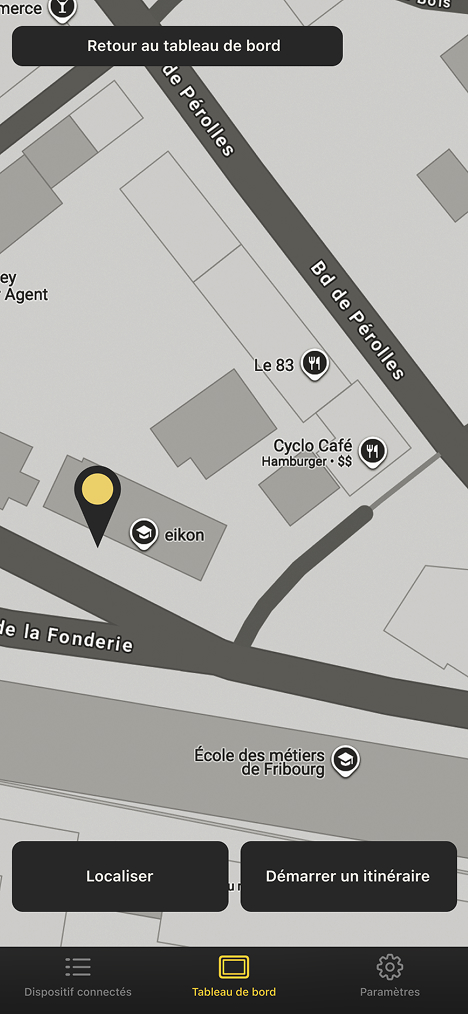 merce
Bois
Retour au tableau de bord
de Pérolles
ey
Agent
Bd de Pérolles
Le 83
Cyclo Café
Hamburger • $$
eikon
de la Fonderie
École des métiers
de Fribourg
Localiser
Démarrer un itinéraire
Dispositif connectés
Tableau de bord
Paramètres